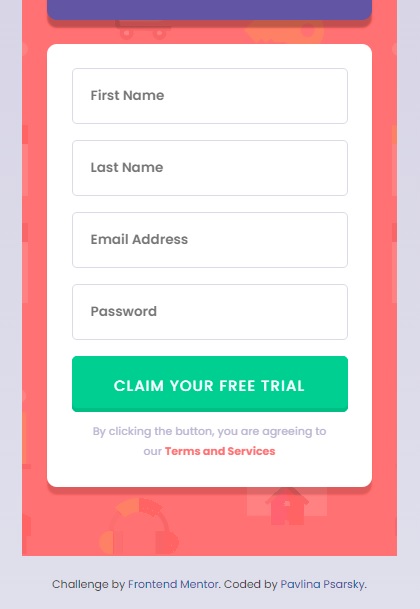 First Name
Last Name
Email Address
Password
CLAIM YOUR FREE TRIAL
By clicking the button, you are agreeing to
our Terms and Services
Challenge by Frontend Mentor. Coded by Pavlina Psarsky.